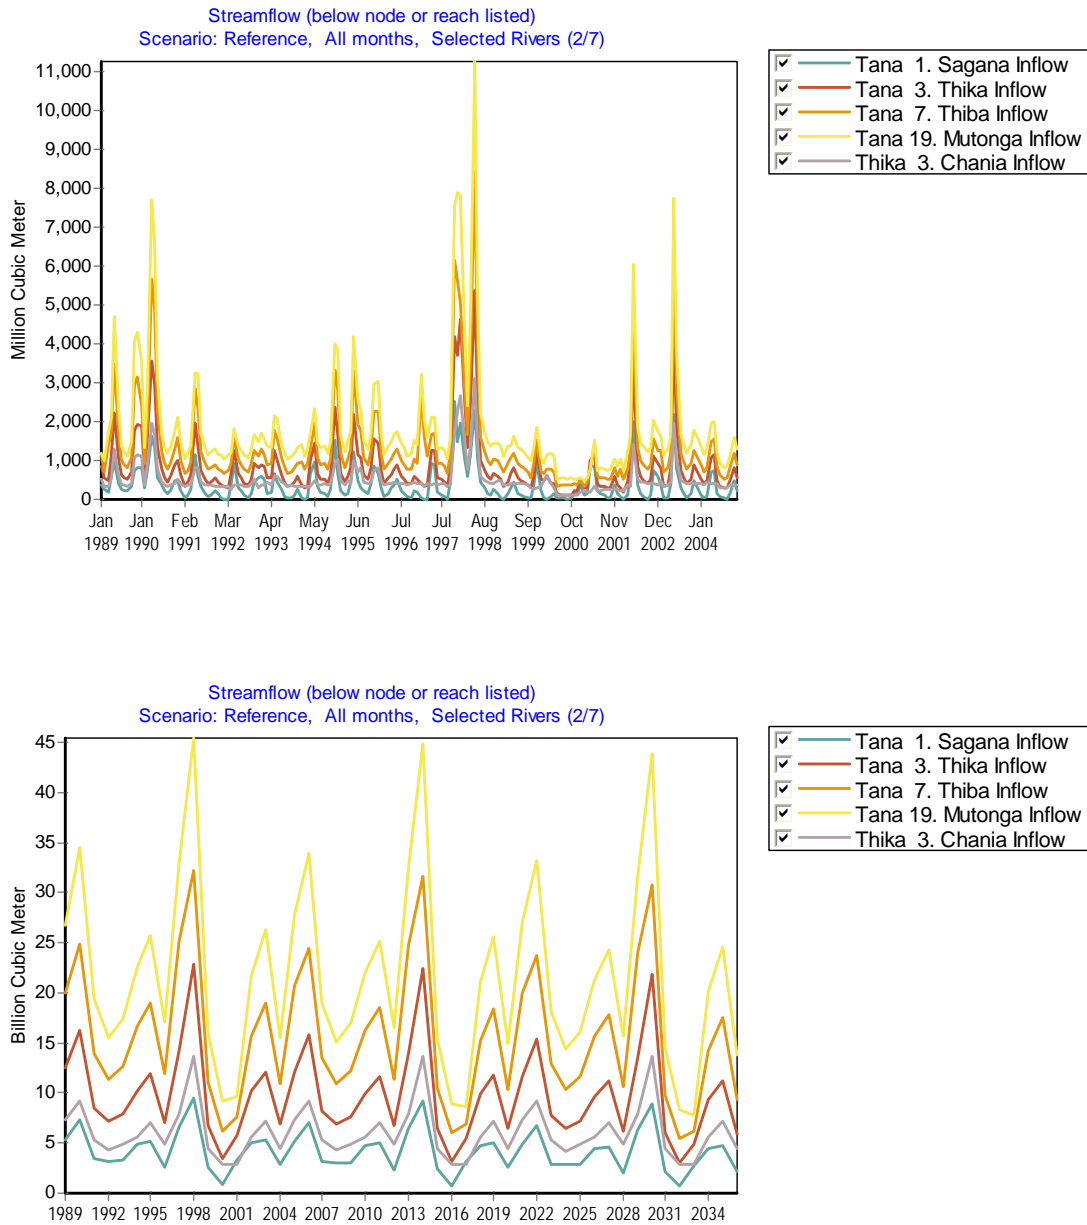 Streamflow (below node or reach listed)
Scenario: Reference, All months, Selected Rivers (2/7)
11,000
10,000
9,000
8,000
7,000
6,000
5,000
4,000
3,000
2,000
1,000
0
Million Cubic Meter
Jan Jan Feb Mar Apr May Jun Jul Jul Aug Sep Oct Nov Dec Jan
1989 1990 1991 1992 1993 1994 1995 1996 1997 1998 1999 2000 2001 2002 2004
Tana 1. Sagana Inflow
Tana 3. Thika Inflow
Tana 7. Thiba Inflow
Tana 19. Mutonga Inflow
Thika 3. Chania Inflow
Streamflow (below node or reach listed)
Scenario: Reference, All months, Selected Rivers (2/7)
45
40
35
30
25
20
15
10
5
0
Billion Cubic Meter
1989 1992 1995 1998 2001 2004 2007 2010 2013 2016 2019 2022 2025 2028 2031 2034
Tana 1. Sagana Inflow
Tana 3. Thika Inflow
Tana 7. Thiba Inflow
Tana 19. Mutonga Inflow
Thika 3. Chania Inflow